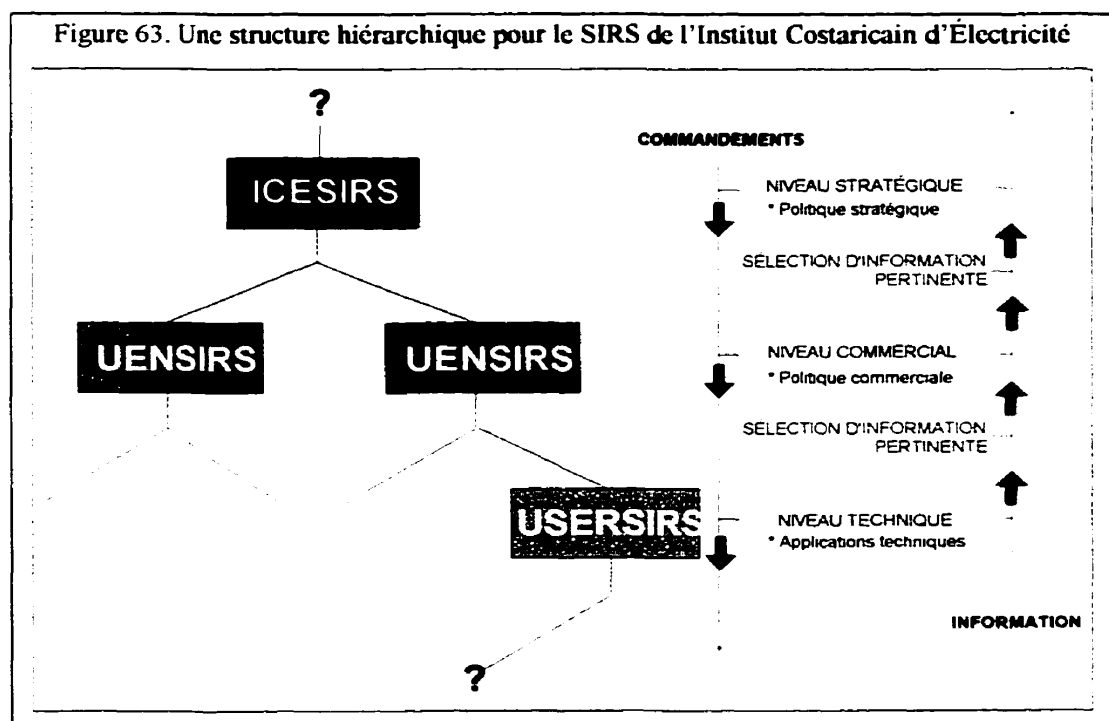 Figure 63. Une structure hiérarchique pour le SIRS de l'Institut Costaricain d'Électricité
?
ICESIRS
UENSIRS
UENSIRS
USERSIRS
?
COMMANDEMENTS
NIVEAU STRATÉGIQUE
* Politique stratégique
SÉLECTION D'INFORMATION
PERTINENTE
NIVEAU COMMERCIAL
* Politique commerciale
SÉLECTION D'INFORMATION
PERTINENTE
NIVEAU TECHNIQUE
* Applications techniques
INFORMATION